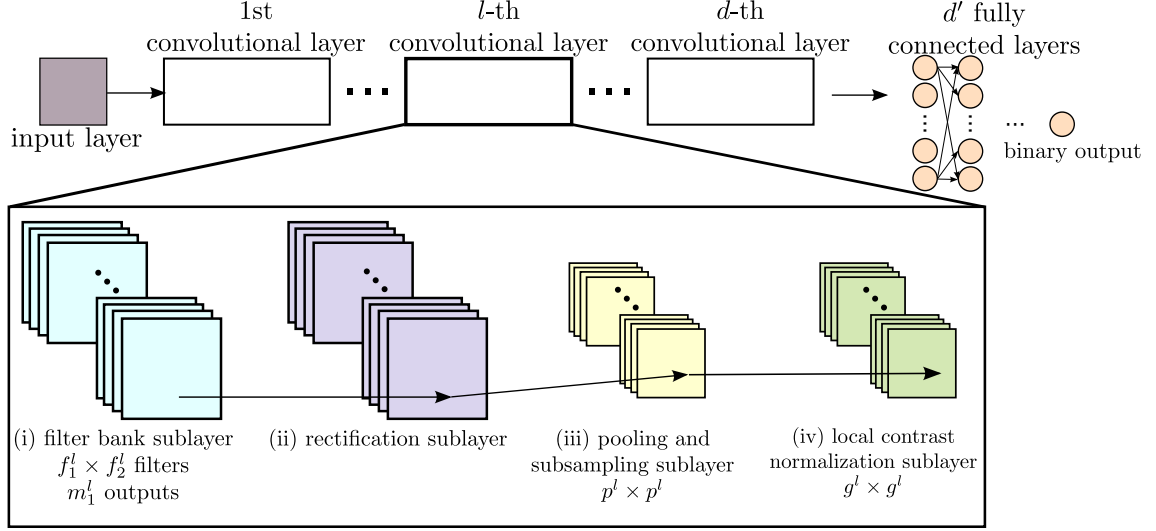 1st
convolutional layer
l-th
convolutional layer
d-th
convolutional layer
d′ fully
connected layers
input layer
...
binary output
(i) filter bank sublayer
f₁ˡ × f₂ˡ filters
m₁ˡ outputs
(ii) rectification sublayer
(iii) pooling and
subsampling sublayer
pˡ × pˡ
(iv) local contrast
normalization sublayer
gˡ × gˡ